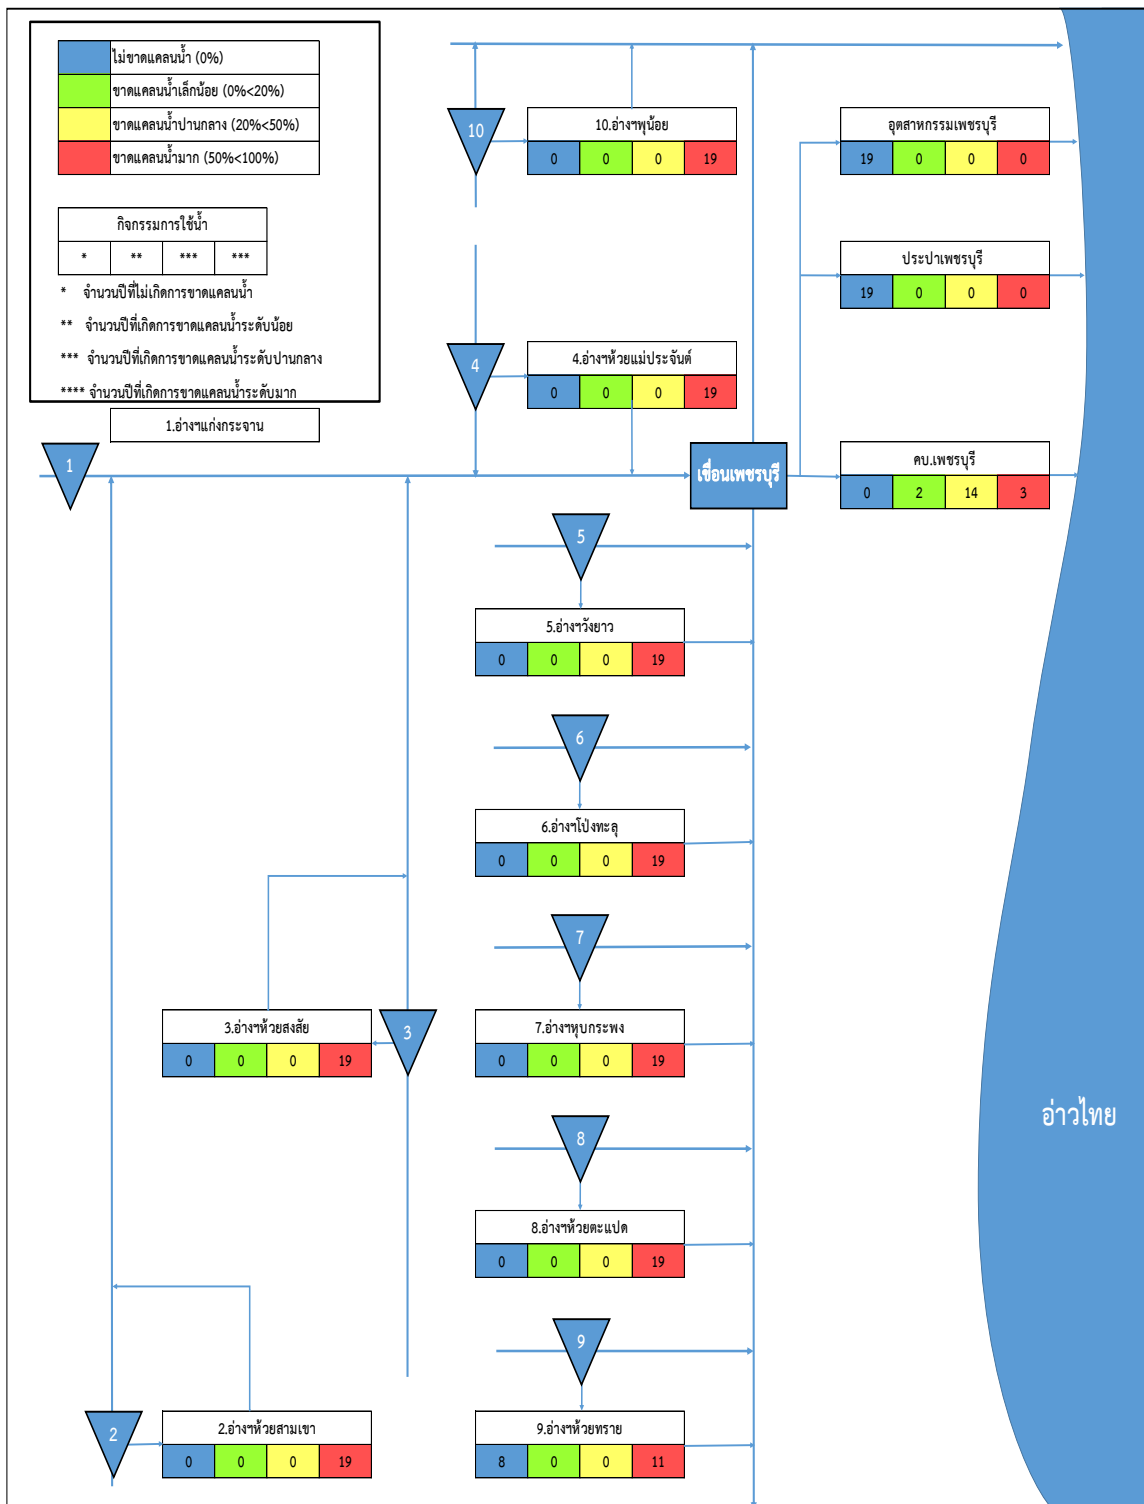 ไม่ขาดแคลนน้ำ (0%)
ขาดแคลนน้ำเล็กน้อย (0%<20%)
ขาดแคลนน้ำปานกลาง (20%<50%)
ขาดแคลนน้ำมาก (50%<100%)
กิจกรรมการใช้น้ำ
* ** *** ***
* จำนวนปีที่ไม่เกิดการขาดแคลนน้ำ
** จำนวนปีที่เกิดการขาดแคลนน้ำระดับน้อย
*** จำนวนปีที่เกิดการขาดแคลนน้ำระดับปานกลาง
**** จำนวนปีที่เกิดการขาดแคลนน้ำระดับมาก
10
10.อ่างฯพุน้อย
0 0 0 19
อุตสาหกรรมเพชรบุรี
19 0 0 0
ประปาเพชรบุรี
19 0 0 0
4
4.อ่างฯห้วยแม่ประจันต์
0 0 0 19
1.อ่างฯแก่งกระจาน
1
เขื่อนเพชรบุรี
คบ.เพชรบุรี
0 2 14 3
5
5.อ่างฯวังยาว
0 0 0 19
6
6.อ่างฯโป่งทะลุ
0 0 0 19
7
7.อ่างฯหุบกระพง
0 0 0 19
3.อ่างฯห้วยสงสัย
0 0 0 19
3
อ่าวไทย
8
8.อ่างฯห้วยตะแปด
0 0 0 19
9
9.อ่างฯห้วยทราย
8 0 0 11
2
2.อ่างฯห้วยสามเขา
0 0 0 19